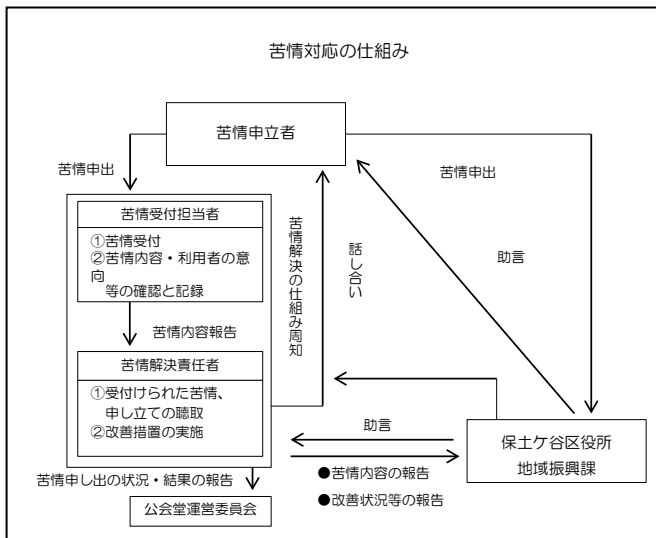 苦情対応の仕組み
苦情申立者
苦情申出
苦情申出
苦情受付担当者
①苦情受付
②苦情内容・利用者の意
向
等の確認と記録
苦情解決の仕組み周知
話し合い
助言
苦情内容報告
苦情解決責任者
①受付けられた苦情、
申し立ての聴取
②改善措置の実施
助言
保土ケ谷区役所
地域振興課
苦情申し出の状況・結果の報告
●苦情内容の報告
●改善状況等の報告
公会堂運営委員会